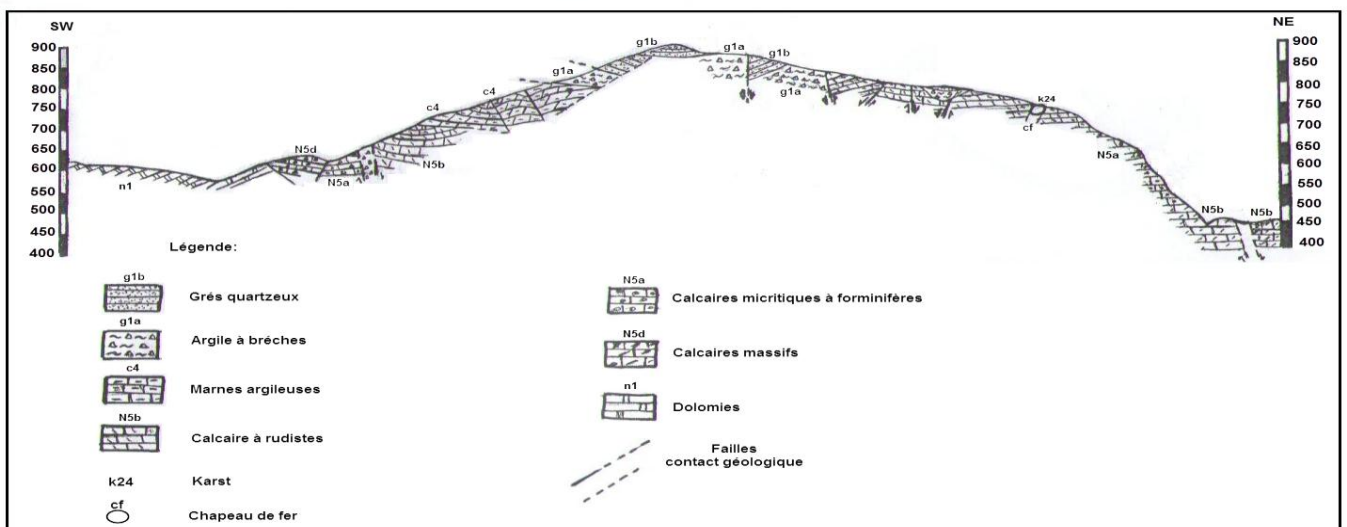 SW
NE
900
850
800
750
700
650
600
550
500
450
400
900
850
800
750
700
650
600
550
500
450
400
g1b
g1a
g1b
g1a
g1a
c4
c4
k24
cf
N5d
N5b
N5a
n1
N5a
N5b
N5b
Légende:
g1b
Grés quartzeux
g1a
Argile à bréches
c4
Marnes argileuses
N5b
Calcaire à rudistes
k24
Karst
cf
Chapeau de fer
N5a
Calcaires micritiques à forminifères
N5d
Calcaires massifs
n1
Dolomies
Failles
contact géologique